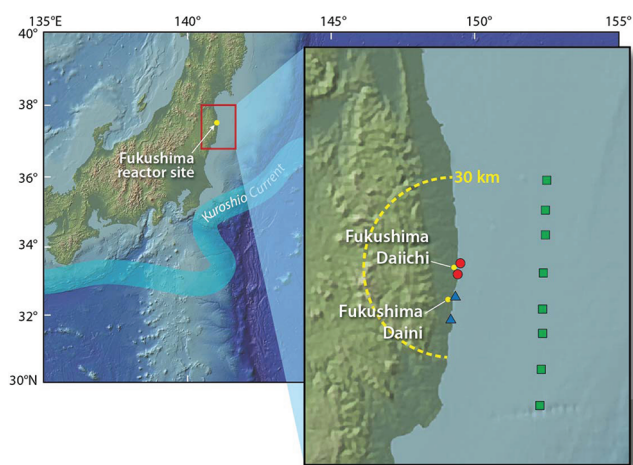 135°E
140°
145°
150°
155°
40°
38°
36°
34°
32°
30°N
Fukushima
reactor site
Kuroshio Current
30 km
Fukushima
Daiichi
Fukushima
Daini